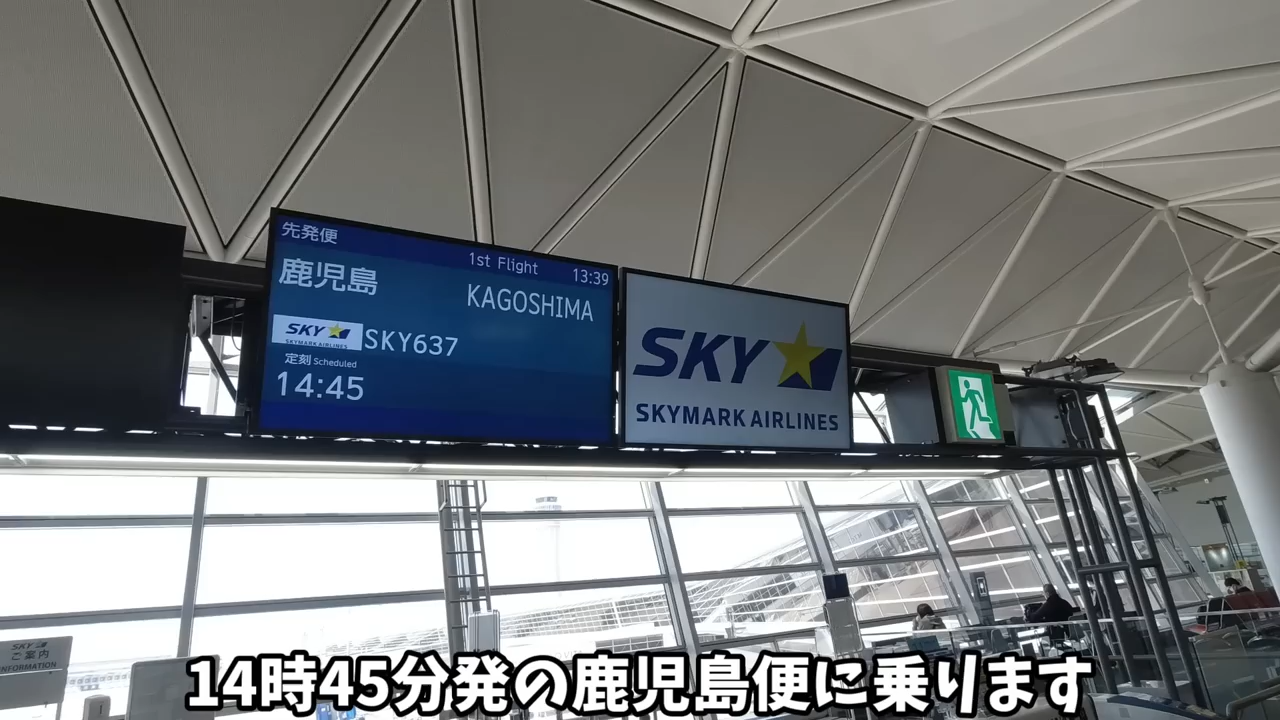 先発便
1st Flight 13:39
鹿児島
KAGOSHIMA
SKY
SKYMARK AIRLINES
SKY637
定刻 Scheduled
14:45
SKY
SKYMARK AIRLINES
SKY
ご案内
INFORMATION
14時45分発の鹿児島便に乗ります